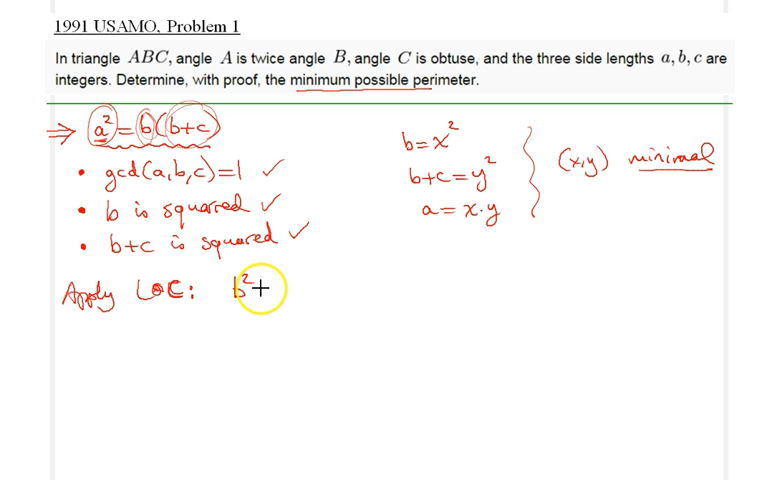 1991 USAMO, Problem 1
In triangle ABC, angle A is twice angle B, angle C is obtuse, and the three side lengths a, b, c are
integers. Determine, with proof, the minimum possible perimeter.
⇒ a² = b(b+c)
• gcd(a,b,c)=1 ✓
• b is squared ✓
• b+c is squared ✓
b=x²
b+c=y²
a=x·y
} (x,y) minimal
Apply LoC: b²+